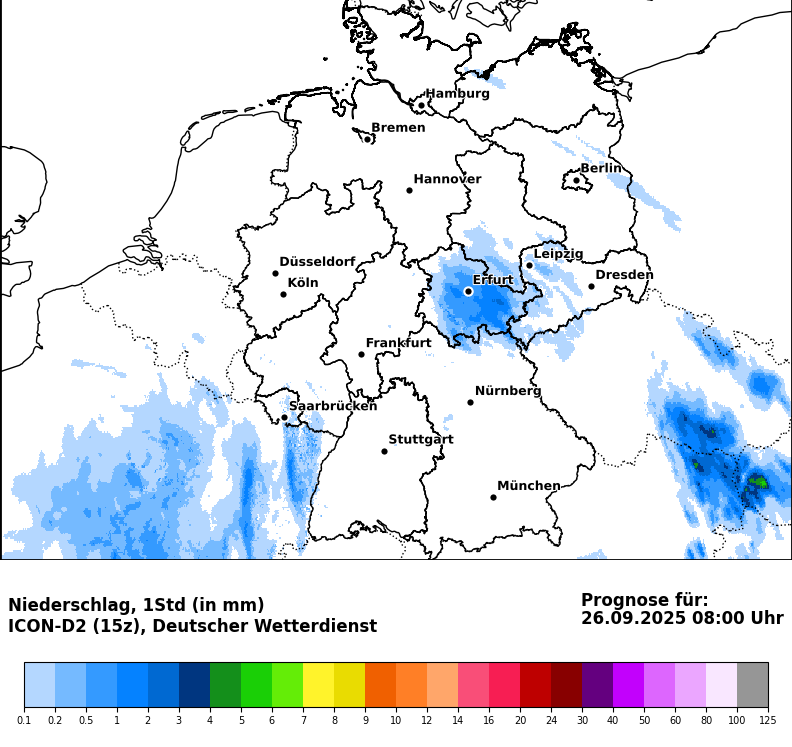 Hamburg
Bremen
Berlin
Hannover
Leipzig
Düsseldorf
Dresden
Erfurt
Köln
Frankfurt
Nürnberg
Saarbrücken
Stuttgart
München
Niederschlag, 1Std (in mm)
ICON-D2 (15z), Deutscher Wetterdienst
Prognose für:
26.09.2025 08:00 Uhr
0.1 0.2 0.5 1 2 3 4 5 6 7 8 9 10 12 14 16 20 24 30 40 50 60 80 100 125